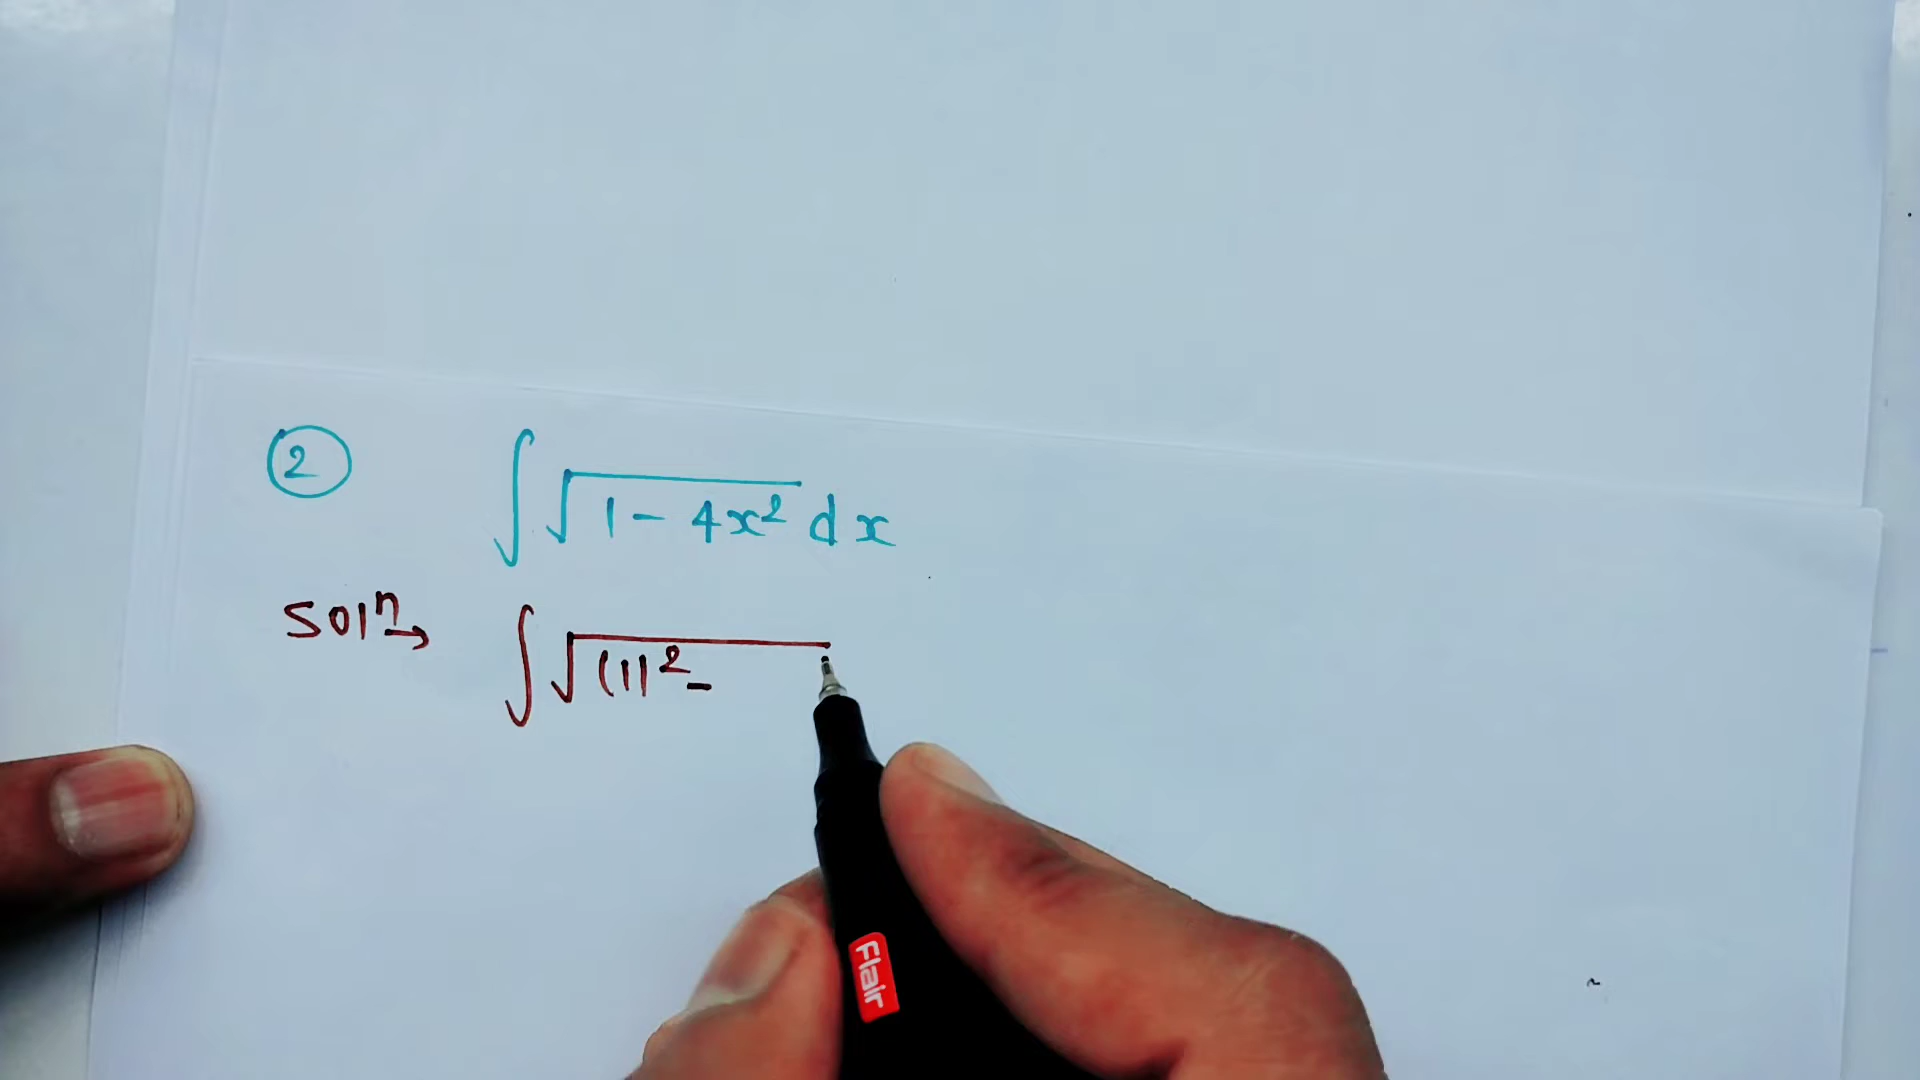 2 ∫√(1-4x²) dx
Solⁿ→ ∫√((1)² -
Flair